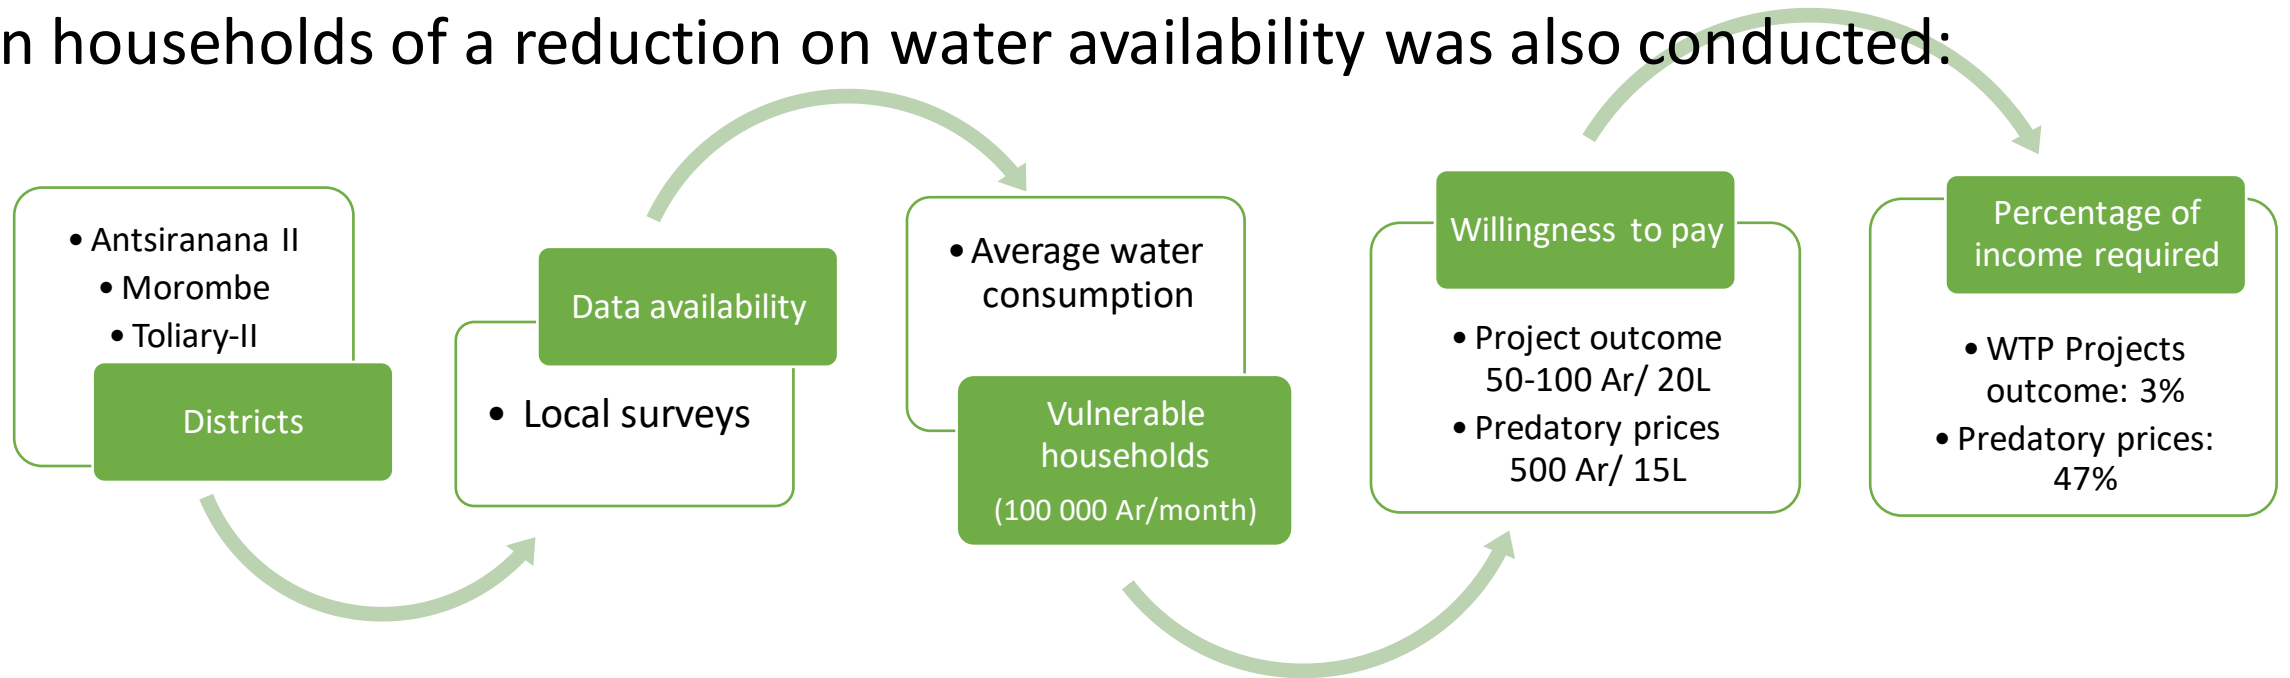 n households of a reduction on water availability was also conducted:
• Antsiranana II
• Morombe
• Toliary-II
Districts
Data availability
• Local surveys
• Average water
consumption
Vulnerable
households
(100 000 Ar/month)
Willingness to pay
• Project outcome
50-100 Ar/ 20L
• Predatory prices
500 Ar/ 15L
Percentage of
income required
• WTP Projects
outcome: 3%
• Predatory prices:
47%